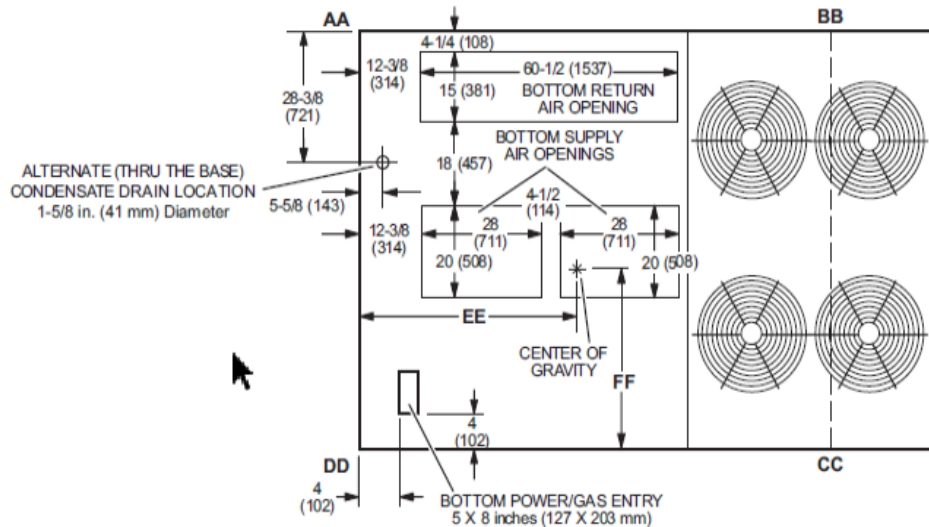 AA
BB
4-1/4 (108)
12-3/8
(314)
60-1/2 (1537)
15 (381)
BOTTOM RETURN
AIR OPENING
28-3/8
(721)
BOTTOM SUPPLY
AIR OPENINGS
18 (457)
ALTERNATE (THRU THE BASE)
CONDENSATE DRAIN LOCATION
1-5/8 in. (41 mm) Diameter
5-5/8 (143)
4-1/2
(114)
12-3/8
(314)
28
(711)
28
(711)
20 (508)
20 (508)
EE
CENTER OF
GRAVITY
FF
4
(102)
DD
CC
4
(102)
BOTTOM POWER/GAS ENTRY
5 X 8 inches (127 X 203 mm)